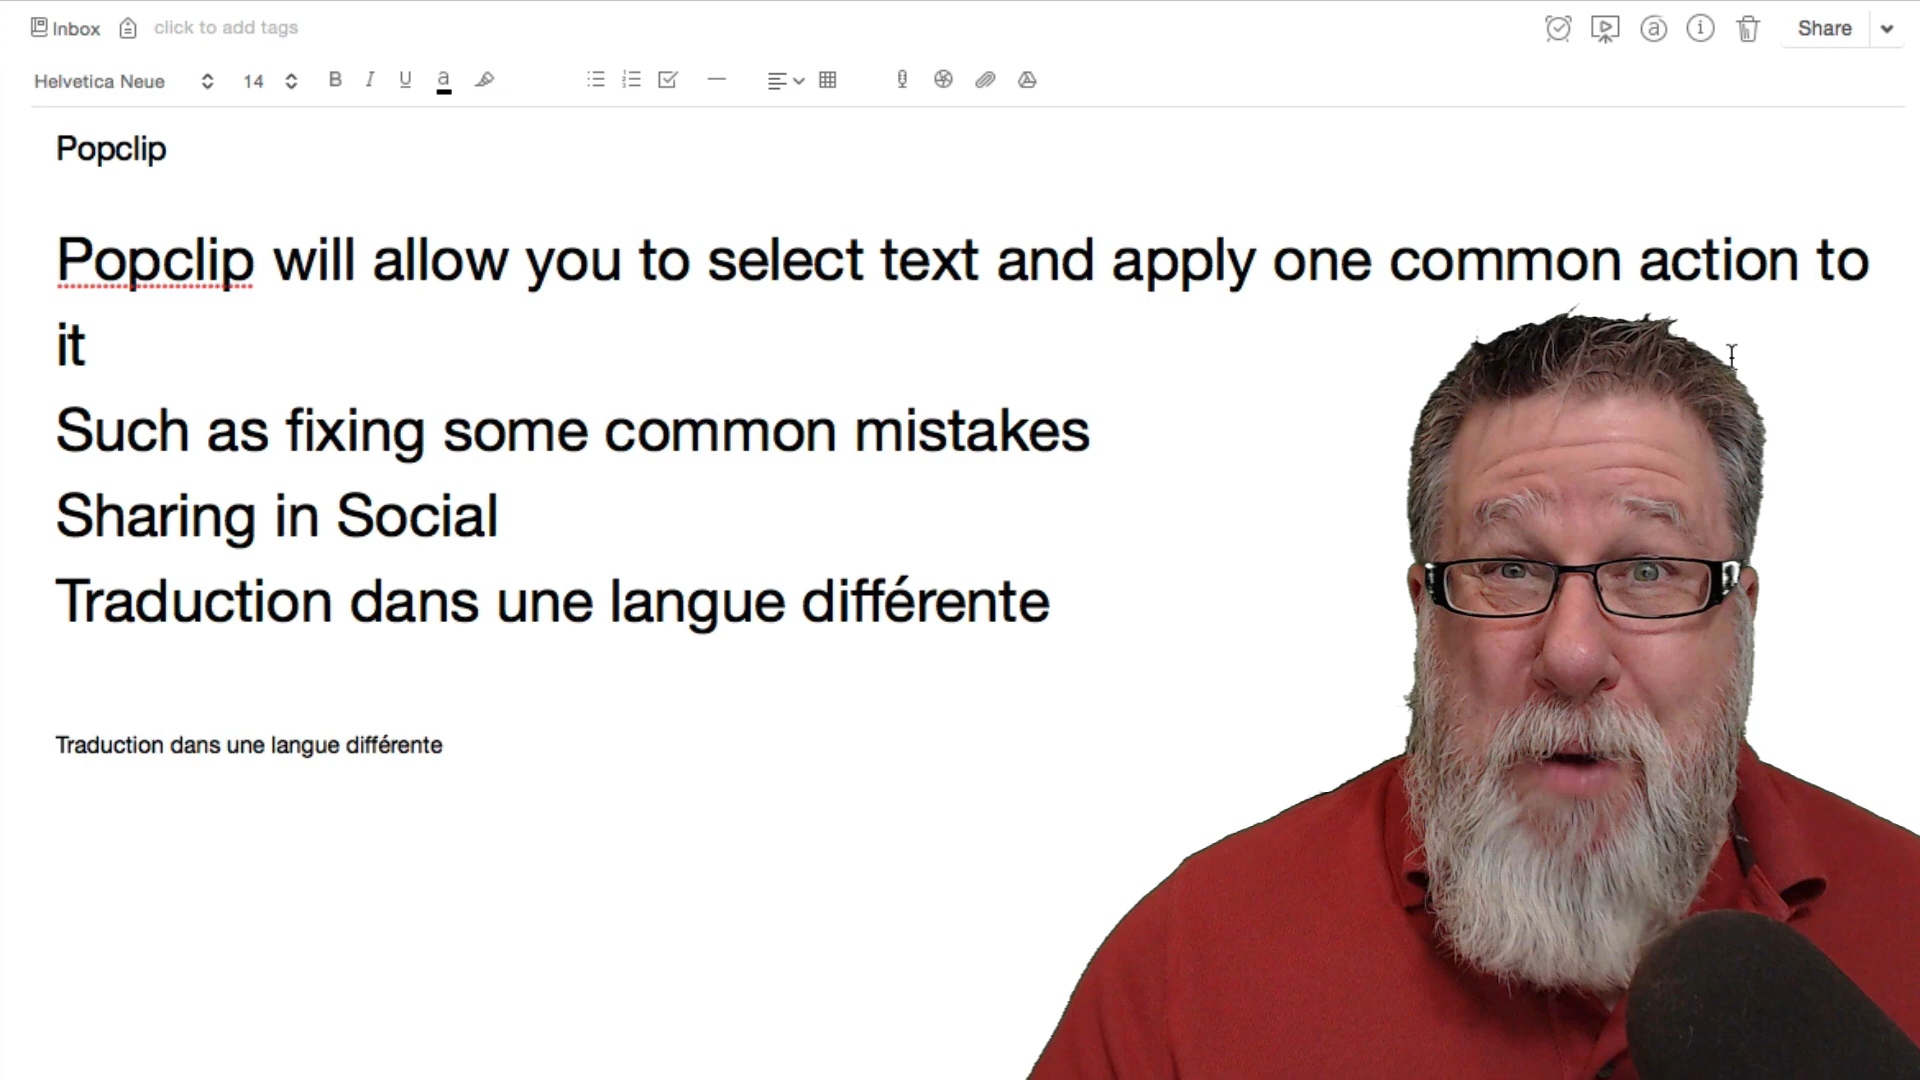 Inbox click to add tags Share
Helvetica Neue 14 B I U a
Popclip
Popclip will allow you to select text and apply one common action to
it
Such as fixing some common mistakes
Sharing in Social
Traduction dans une langue différente
Traduction dans une langue différente